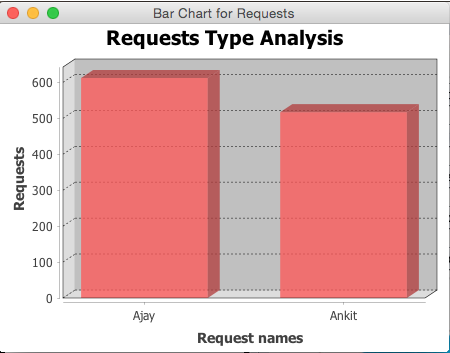 Bar Chart for Requests
Requests Type Analysis
Requests
600
500
400
300
200
100
0
Ajay
Ankit
Request names